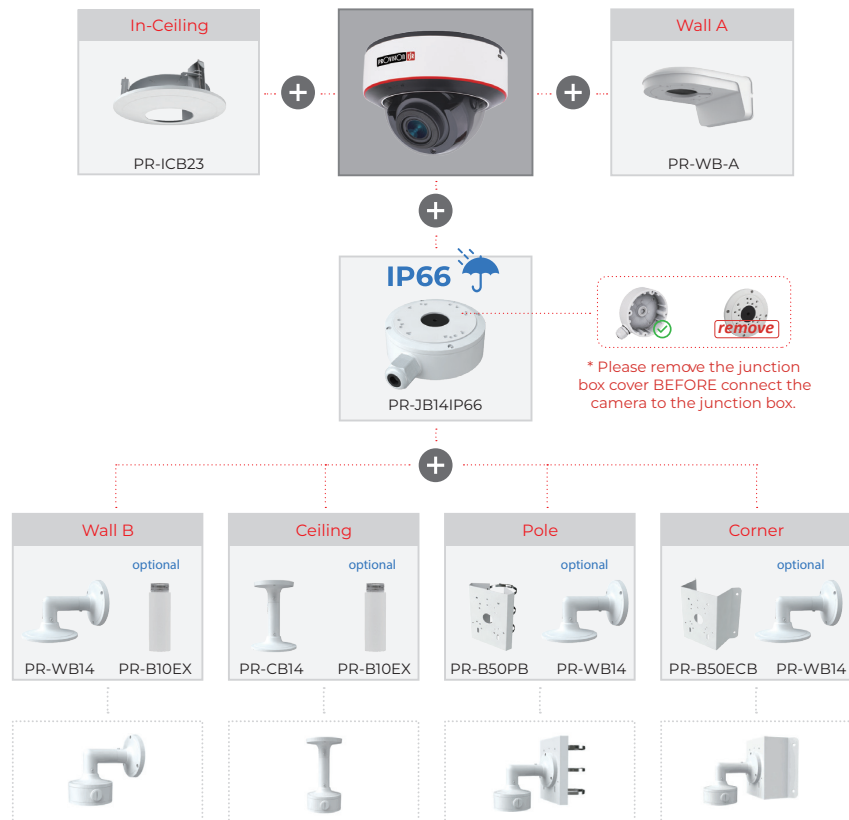 In-Ceiling
PR-ICB23
PROVISION ISR
Wall A
PR-WB-A
IP66
PR-JB14IP66
remove
* Please remove the junction
box cover BEFORE connect the
camera to the junction box.
Wall B
optional
PR-WB14 PR-B10EX
Ceiling
optional
PR-CB14 PR-B10EX
Pole
optional
PR-B50PB PR-WB14
Corner
optional
PR-B50ECB PR-WB14